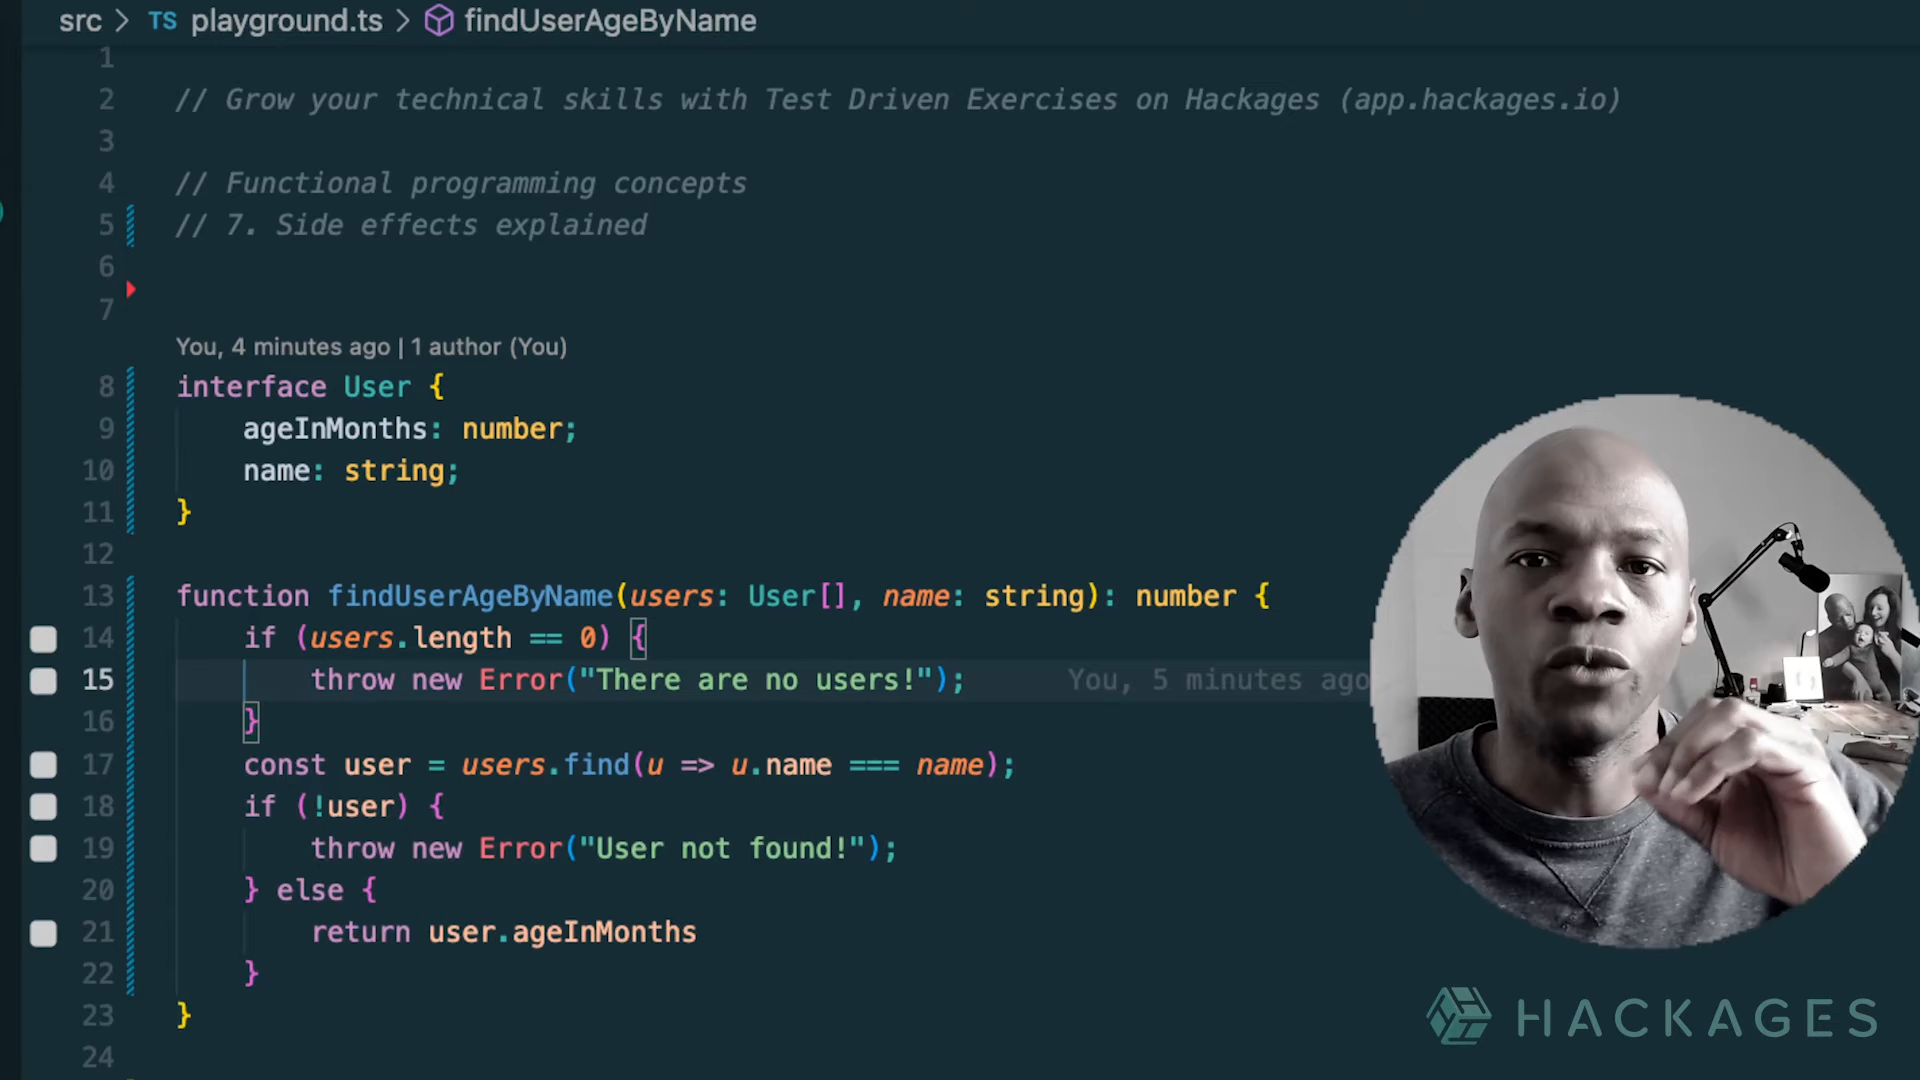 src > TS playground.ts > findUserAgeByName
1
2 // Grow your technical skills with Test Driven Exercises on Hackages (app.hackages.io)
3
4 // Functional programming concepts
5 // 7. Side effects explained
6
7
You, 4 minutes ago | 1 author (You)
8 interface User {
9 ageInMonths: number;
10 name: string;
11 }
12
13 function findUserAgeByName(users: User[], name: string): number {
14 if (users.length == 0) {
15 throw new Error("There are no users!"); You, 5 minutes ago
16 }
17 const user = users.find(u => u.name === name);
18 if (!user) {
19 throw new Error("User not found!");
20 } else {
21 return user.ageInMonths
22 }
23 }
24
HACKAGES